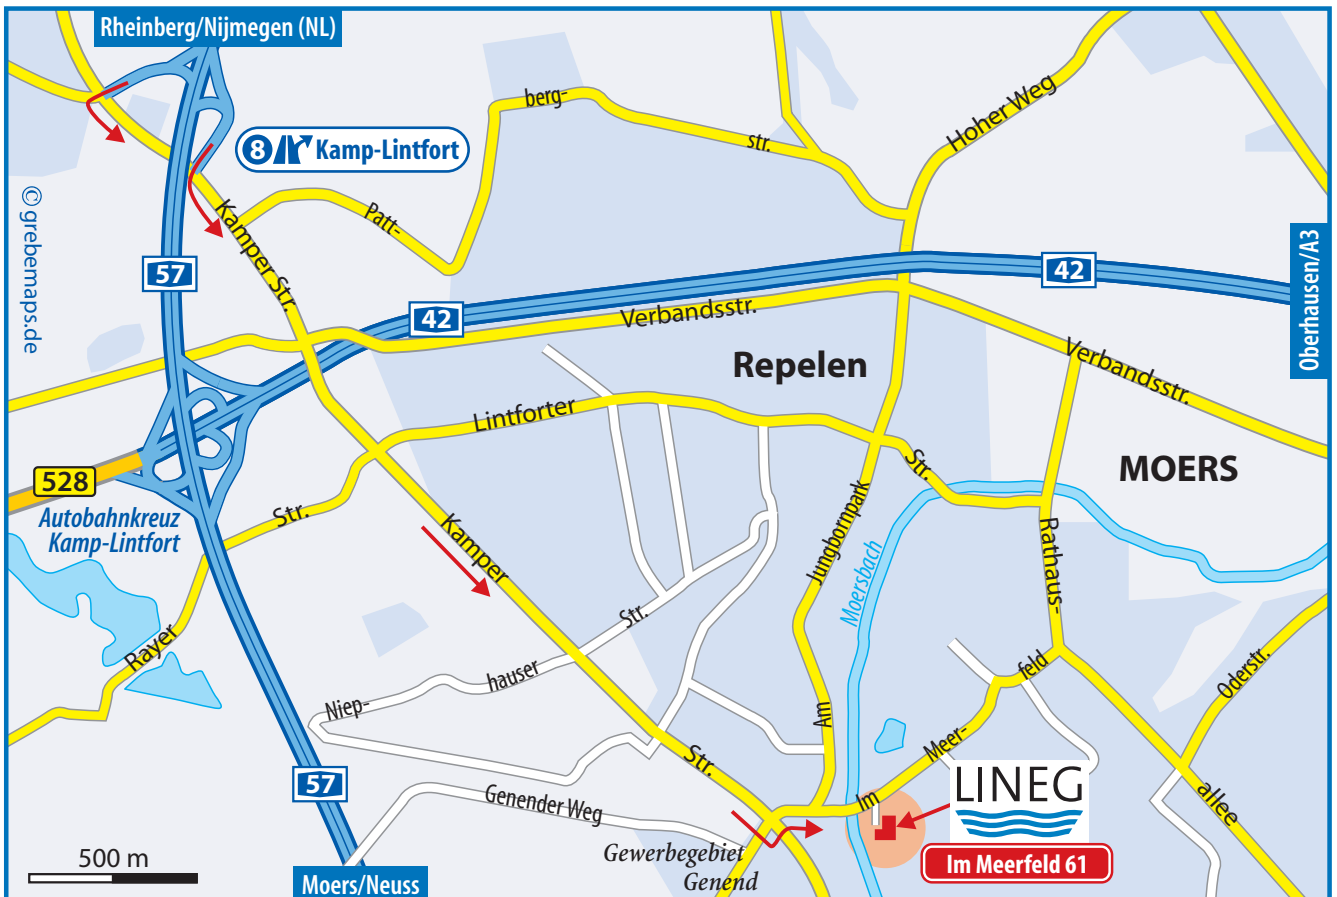 Rheinberg/Nijmegen (NL)
berg-
Hoher Weg
str.
8 Kamp-Lintfort
© grebemaps.de
Patt-
Kamper Str.
57
42
42
Oberhausen/A3
Verbandsstr.
Repelen
Verbandsstr.
Lintforter
Str.
MOERS
528
Autobahnkreuz
Kamp-Lintfort
Str.
Kamper
Jungbornpark
Moersbach
Rathaus-
Rayer
Str.
hauser
Niep-
feld
Oderstr.
Am
Meer-
Str.
57
Genender Weg
Im
LINEG
allee
500 m
Gewerbegebiet
Genend
Im Meerfeld 61
Moers/Neuss